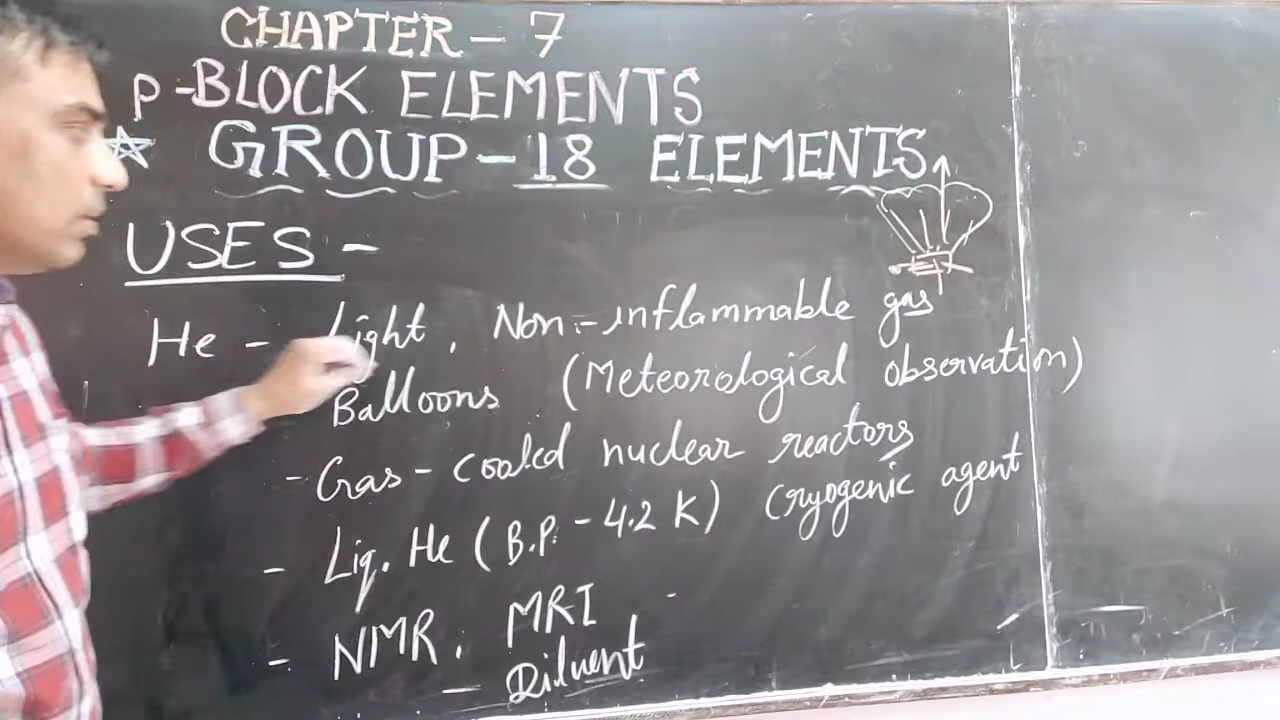 CHAPTER - 7
p-BLOCK ELEMENTS
☆ GROUP-18 ELEMENTS
USES -
He - Light, Non-inflammable gas
Balloons (Meteorological observation)
- Gas-cooled nuclear reactors
- Liq. He (B.P. - 4.2 K) Cryogenic agent
- NMR, MRI -
- Diluent